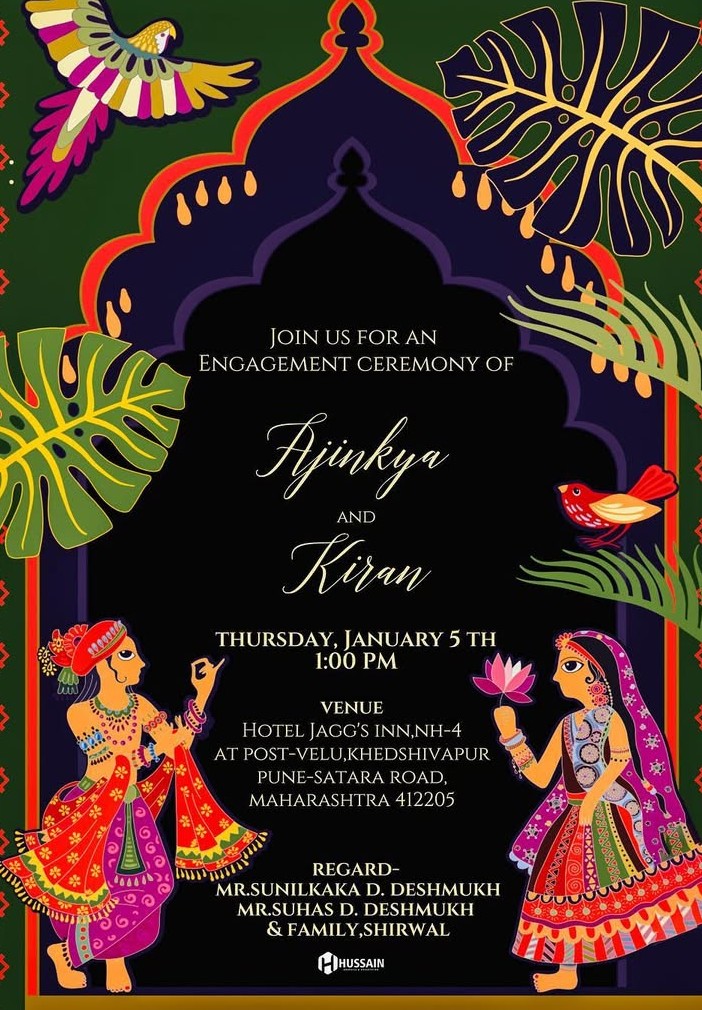 Join us for an
Engagement ceremony of
Ajinkya
and
Kiran
Thursday, January 5 th
1:00 PM
Venue
Hotel Jagg's inn,NH-4
at post-velu,khedshivapur
pune-satara road,
maharashtra 412205
Regard-
Mr.Sunilkaka D. Deshmukh
Mr.Suhas D. Deshmukh
& Family,Shirwal
HUSSAIN